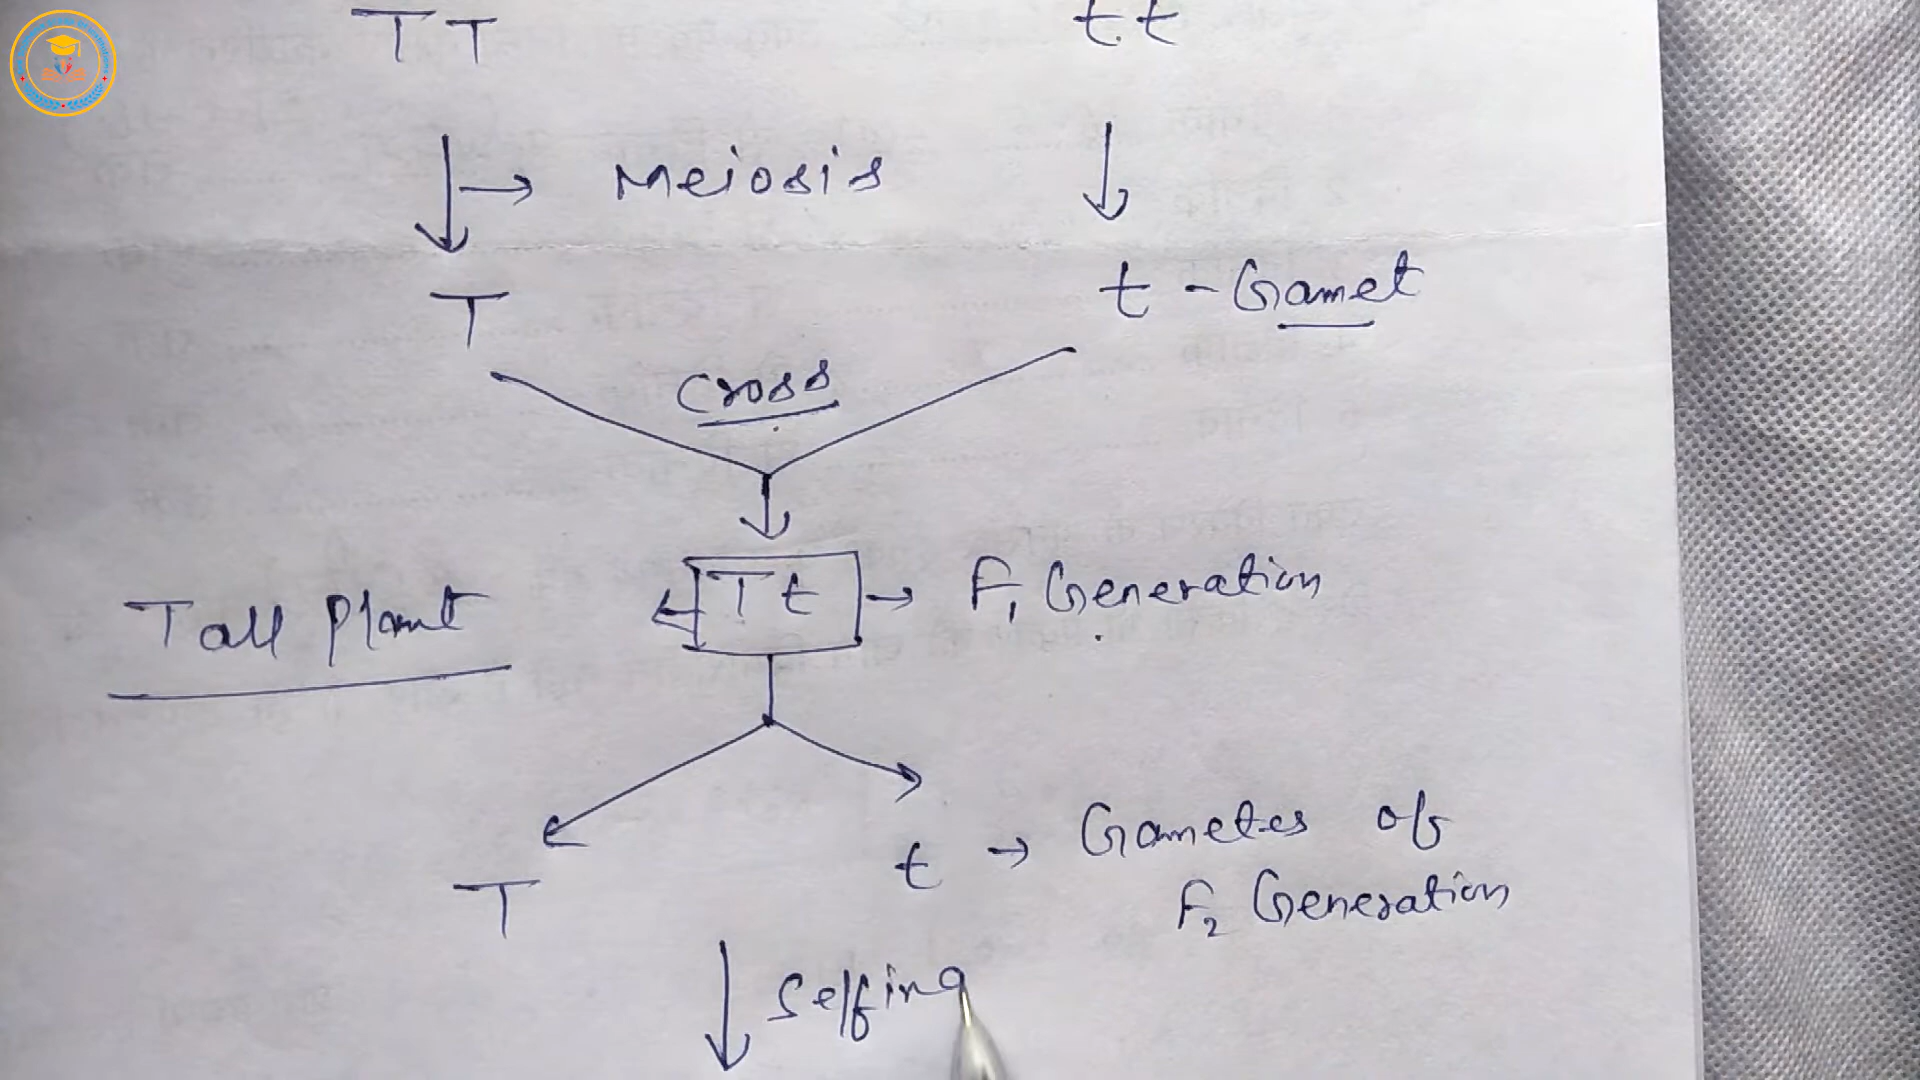 TT tt
→ Meiosis
T t - Gamet
Cross
Tall Plant ← Tt → F₁ Generation
T t → Gametes of
F₂ Generation
Selfing